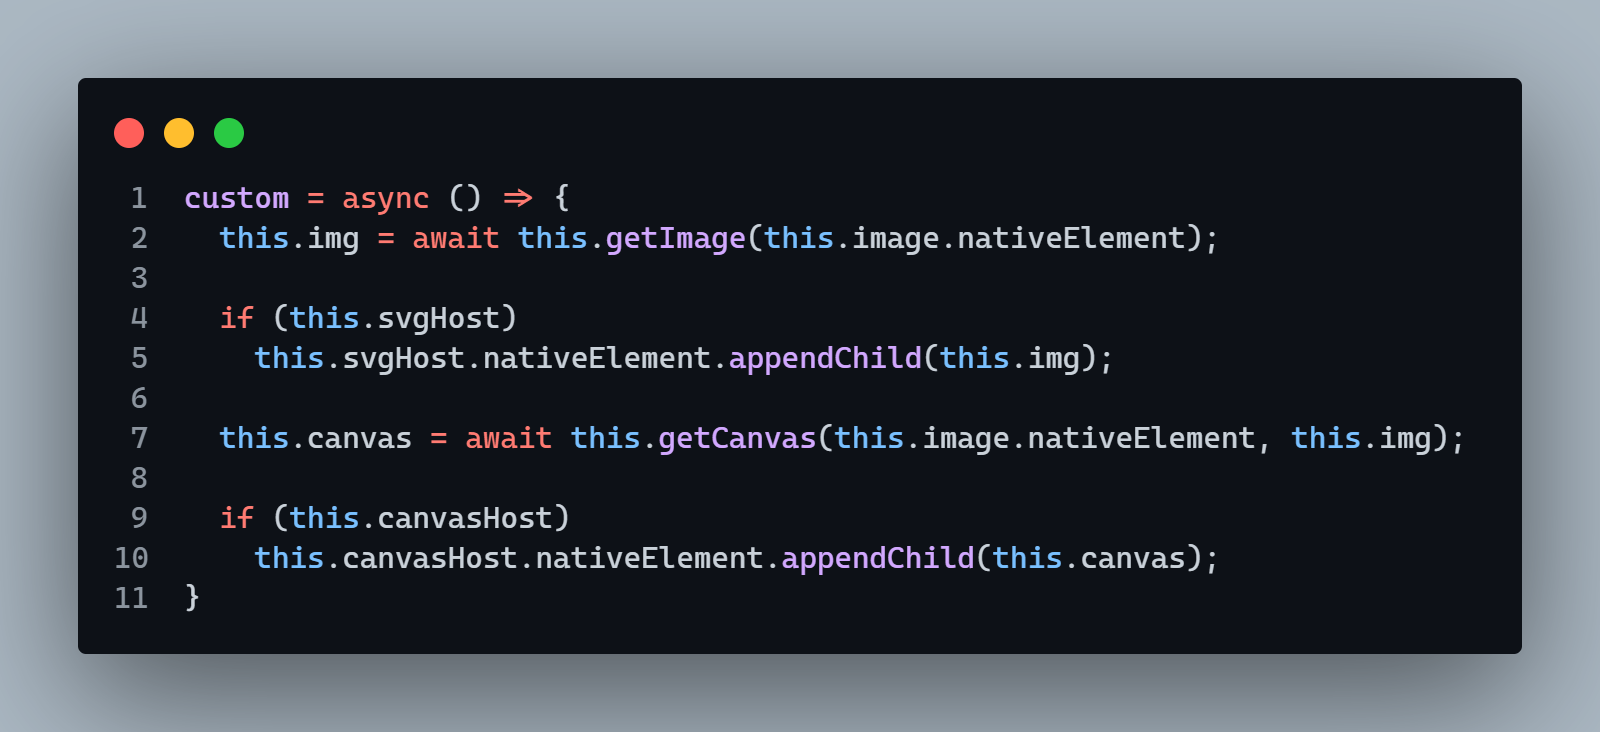 1 custom = async () => {
2   this.img = await this.getImage(this.image.nativeElement);
3
4   if (this.svgHost)
5     this.svgHost.nativeElement.appendChild(this.img);
6
7   this.canvas = await this.getCanvas(this.image.nativeElement, this.img);
8
9   if (this.canvasHost)
10     this.canvasHost.nativeElement.appendChild(this.canvas);
11 }